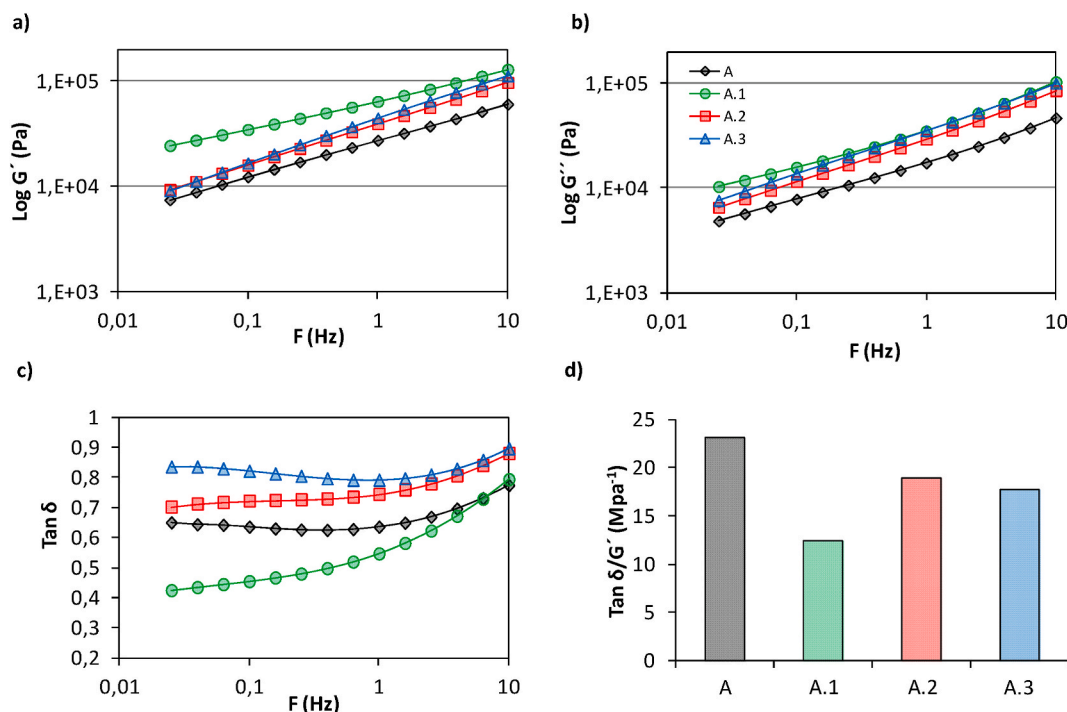 a)
Log G´ (Pa)
1,E+05
1,E+04
1,E+03
0,01
0,1
1
10
F (Hz)
b)
Log G´´ (Pa)
1,E+05
1,E+04
1,E+03
A
A.1
A.2
A.3
0,01
0,1
1
10
F (Hz)
c)
Tan δ
1
0,9
0,8
0,7
0,6
0,5
0,4
0,3
0,2
0,01
0,1
1
10
F (Hz)
d)
Tan δ/G´ (Mpa⁻¹)
25
20
15
10
5
0
A
A.1
A.2
A.3